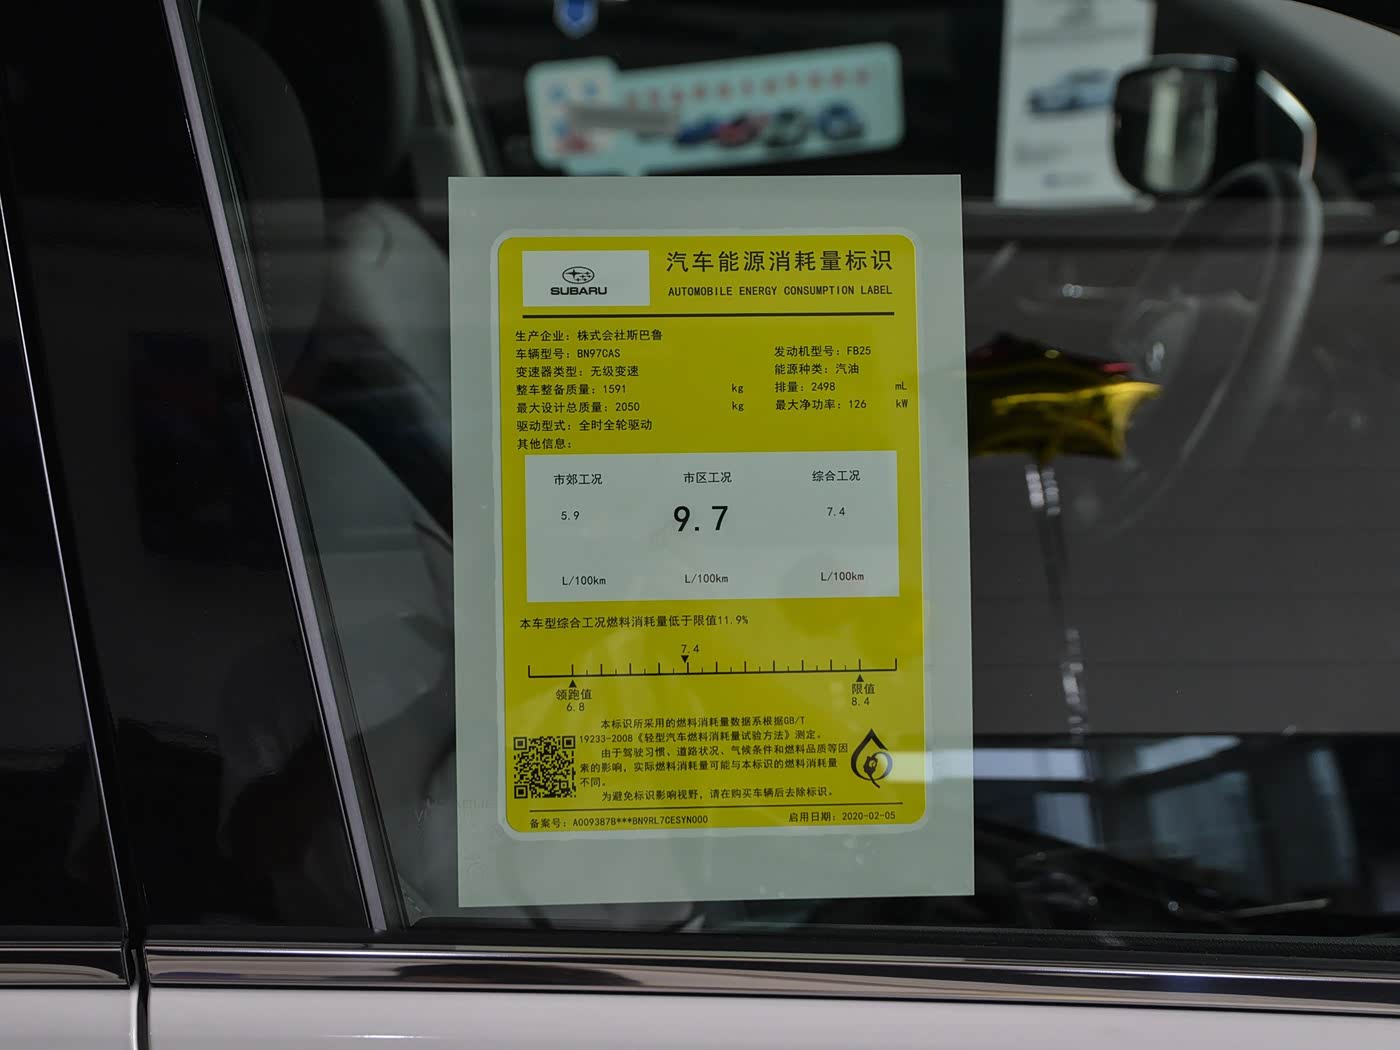 SUBARU
汽车能源消耗量标识
AUTOMOBILE ENERGY CONSUMPTION LABEL
生产企业：株式会社斯巴鲁
车辆型号：BN97CAS
发动机型号：FB25
变速器类型：无级变速
能源种类：汽油
整车整备质量：1591 kg
排量：2498 mL
最大设计总质量：2050 kg
最大净功率：126 kW
驱动型式：全时全轮驱动
其他信息：
市郊工况 市区工况 综合工况
5.9 9.7 7.4
L/100km L/100km L/100km
本车型综合工况燃料消耗量低于限值11.9%
7.4
领跑值 限值
6.8 8.4
本标识所采用的燃料消耗量数据系根据GB/T
19233-2008《轻型汽车燃料消耗量试验方法》测定。
由于驾驶习惯、道路状况、气候条件和燃料品质等因
素的影响，实际燃料消耗量可能与本标识的燃料消耗量
不同。
为避免标识影响视野，请在购买车辆后去除标识。
备案号：A009387B***BN9RL7CESYN000 启用日期：2020-02-05